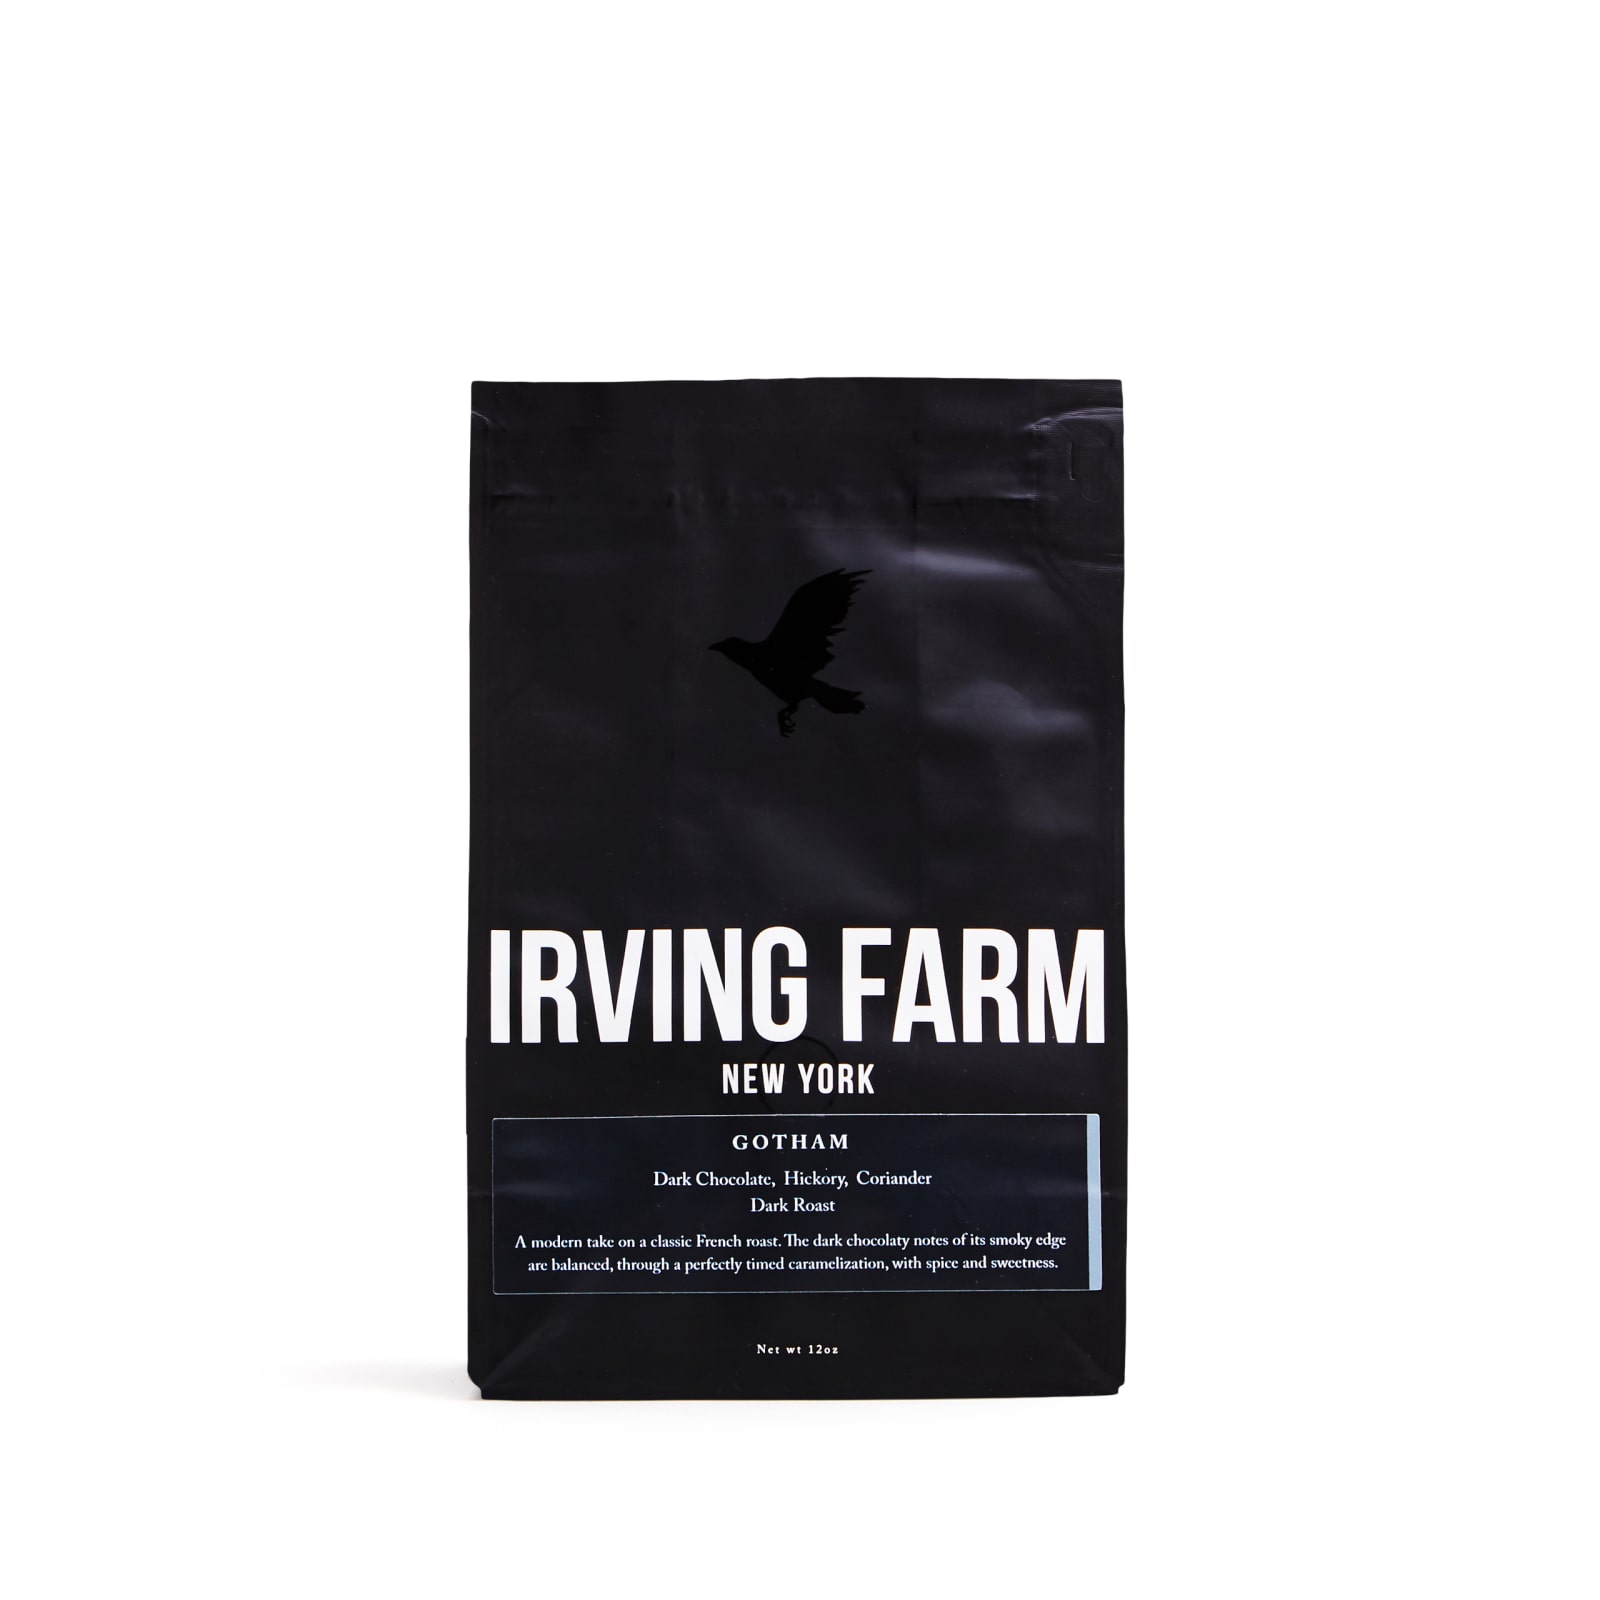 IRVING FARM
NEW YORK
GOTHAM
Dark Chocolate, Hickory, Coriander
Dark Roast
A modern take on a classic French roast. The dark chocolaty notes of its smoky edge
are balanced, through a perfectly timed caramelization, with spice and sweetness.
Net wt 12oz